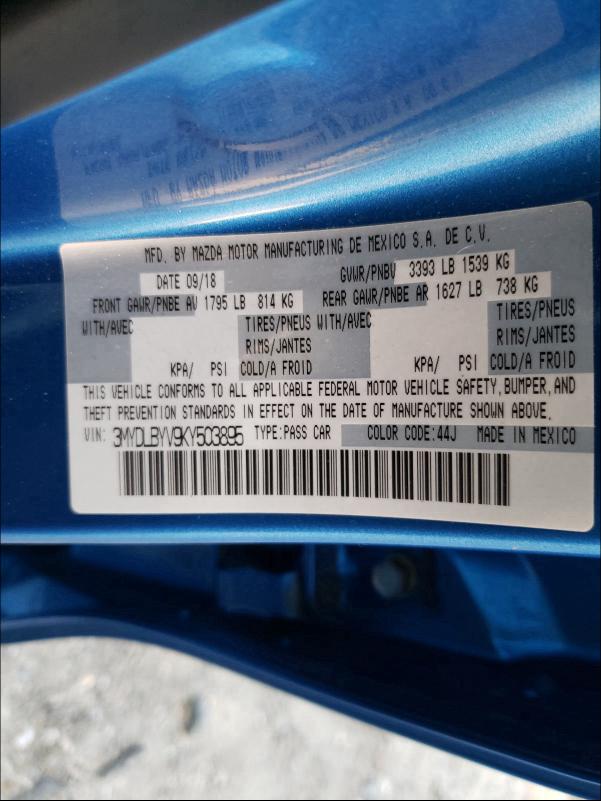 MFD. BY MAZDA MOTOR MANUFACTURING DE MEXICO S.A. DE C.V.
DATE 09/18 GVWR/PNBV 3393 LB 1539 KG
FRONT GAWR/PNBE AV 1795 LB 814 KG REAR GAWR/PNBE AR 1627 LB 738 KG
WITH/AVEC TIRES/PNEUS WITH/AVEC TIRES/PNEUS
RIMS/JANTES RIMS/JANTES
KPA/ PSI COLD/A FROID KPA/ PSI COLD/A FROID
THIS VEHICLE CONFORMS TO ALL APPLICABLE FEDERAL MOTOR VEHICLE SAFETY, BUMPER, AND
THEFT PREVENTION STANDARDS IN EFFECT ON THE DATE OF MANUFACTURE SHOWN ABOVE.
VIN: 3MYDLBYV9KY503895 TYPE:PASS CAR COLOR CODE:44J MADE IN MEXICO